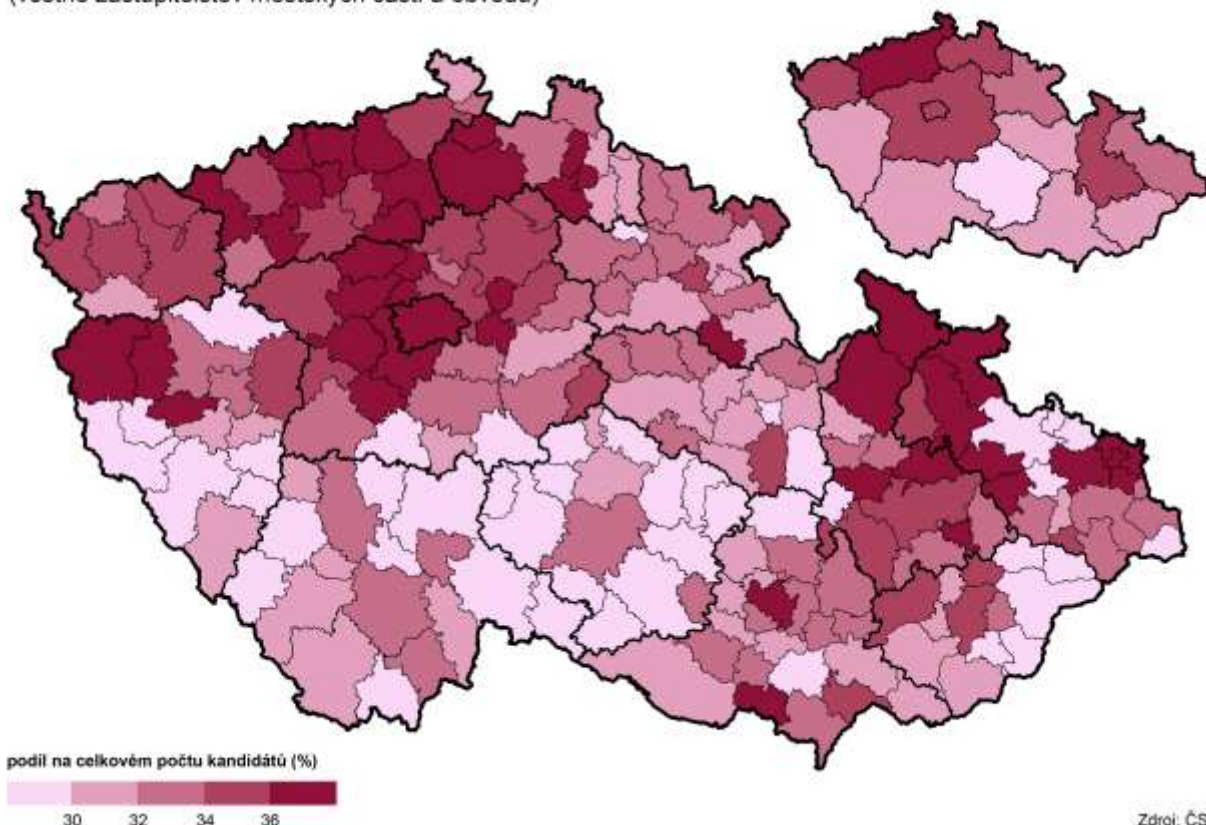 (včetně zastupitelstev městských částí a obvodů)
podíl na celkovém počtu kandidátů (%)
30 32 34 36
Zdroj: ČS